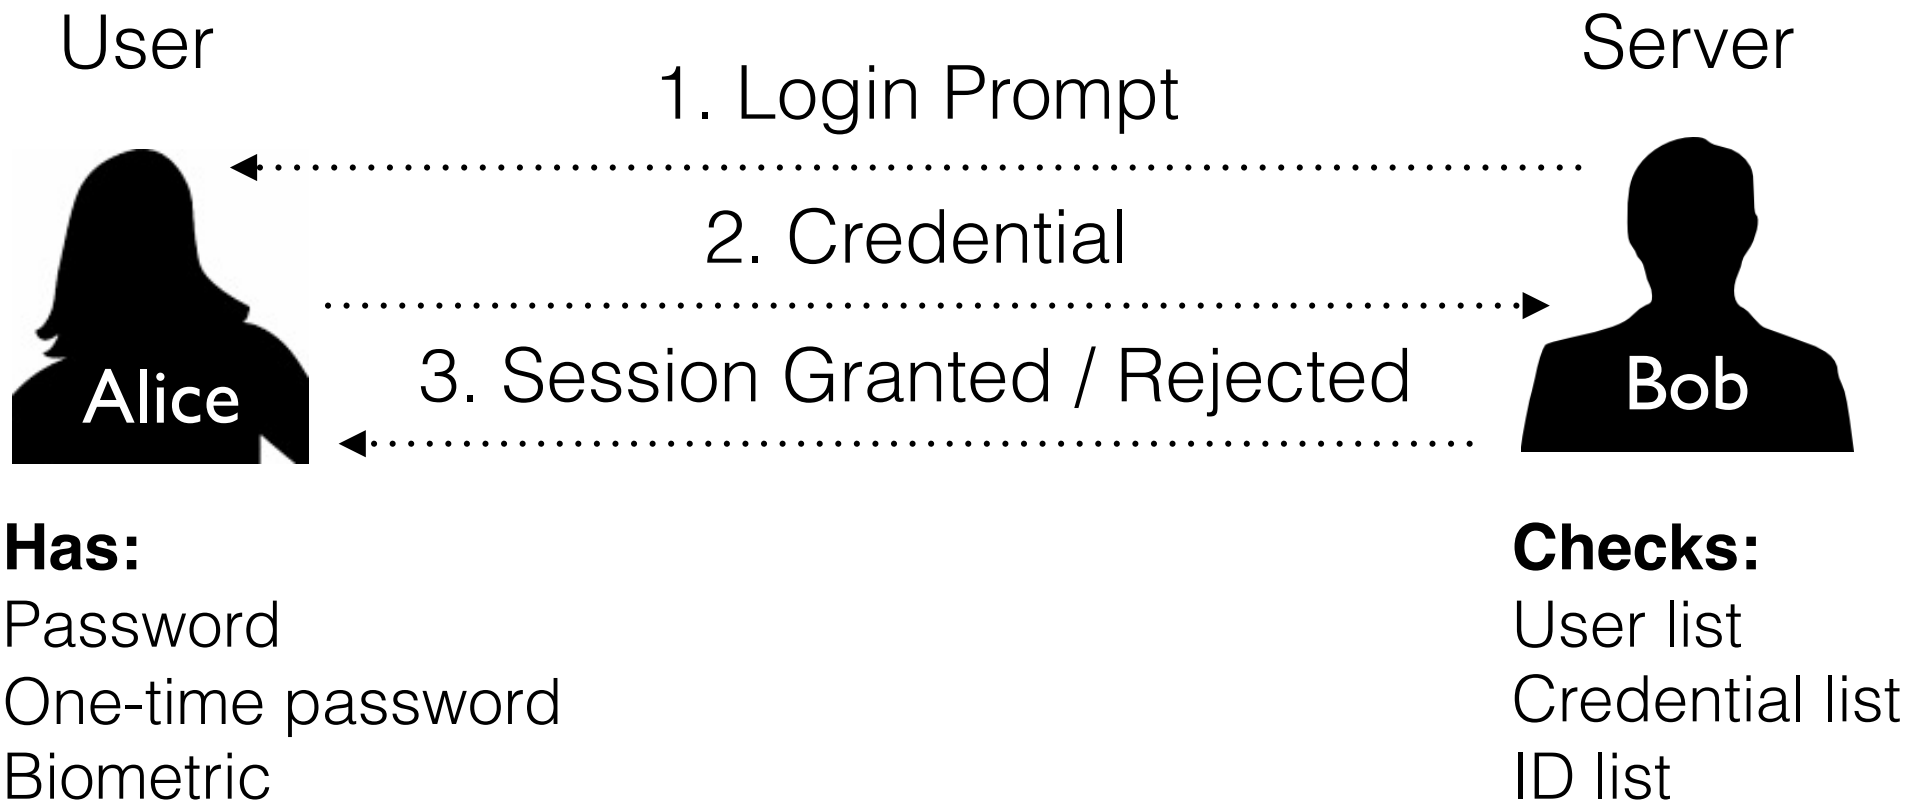 User
Server
1. Login Prompt
2. Credential
3. Session Granted / Rejected
Alice
Bob
Has:
Password
One-time password
Biometric
Checks:
User list
Credential list
ID list